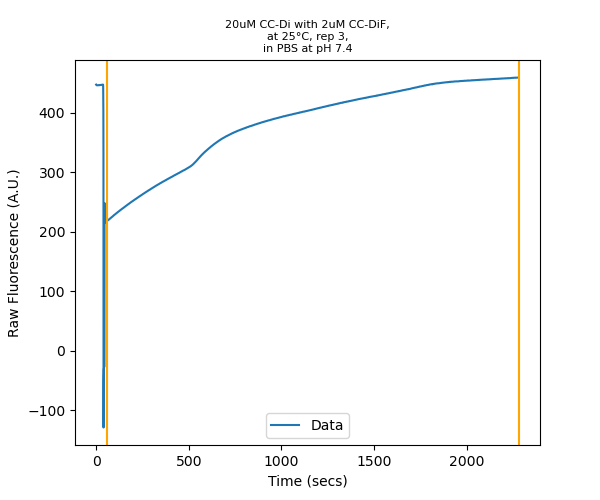 20uM CC-Di with 2uM CC-DiF,
at 25°C, rep 3,
in PBS at pH 7.4
Raw Fluorescence (A.U.)
400
300
200
100
0
−100
Data
0 500 1000 1500 2000
Time (secs)